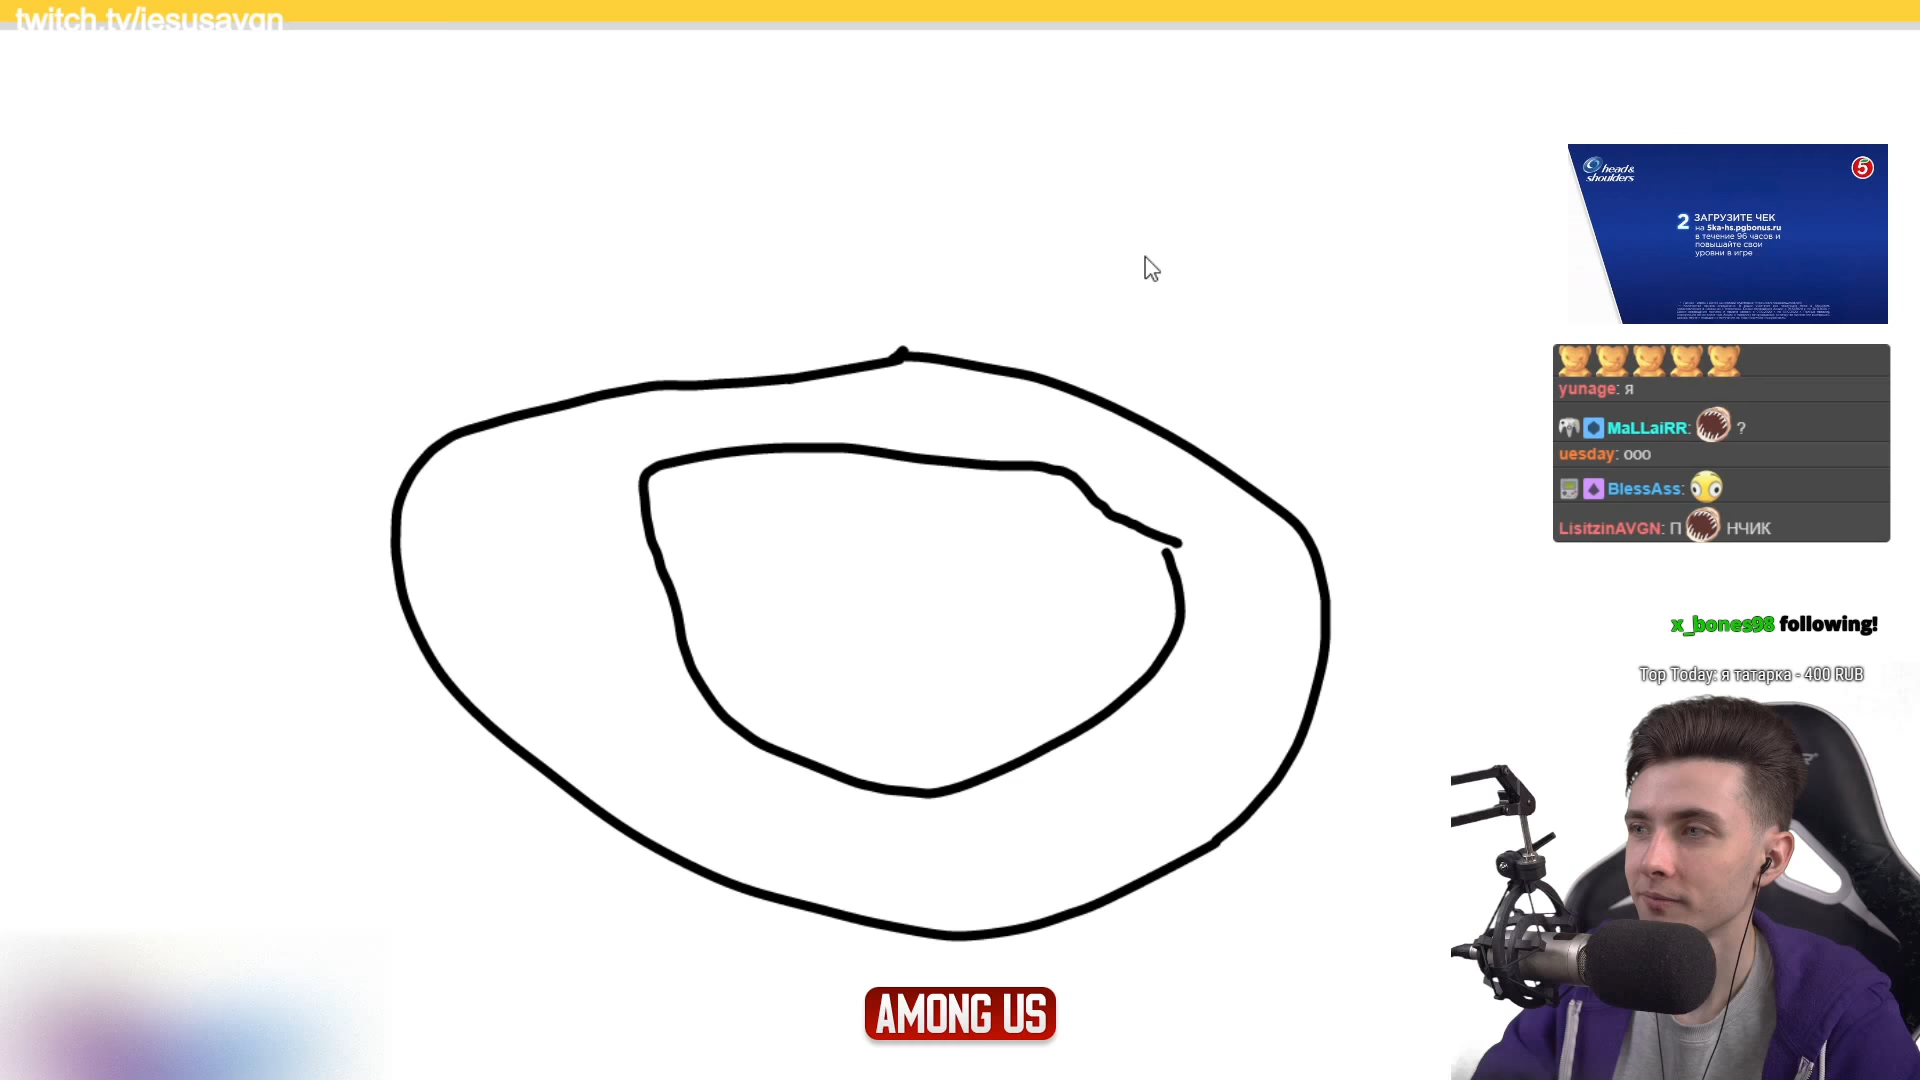 twitch.tv/jesusavgn
head&
shoulders
5
2 ЗАГРУЗИТЕ ЧЕК
на 5ka-hs.pgbonus.ru
в течение 96 часов и
повышайте свои
уровни в игре
yunage: я
MaLLaiRR: ?
uesday: ооо
BlessAss:
LisitzinAVGN: П НЧИК
x_bones98 following!
Top Today: я татарка - 400 RUB
AMONG US